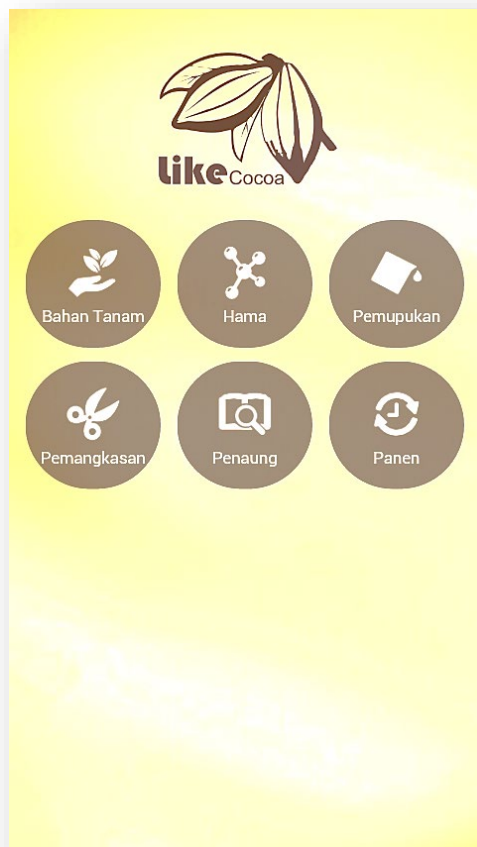 like Cocoa
Bahan Tanam
Hama
Pemupukan
Pemangkasan
Penaung
Panen